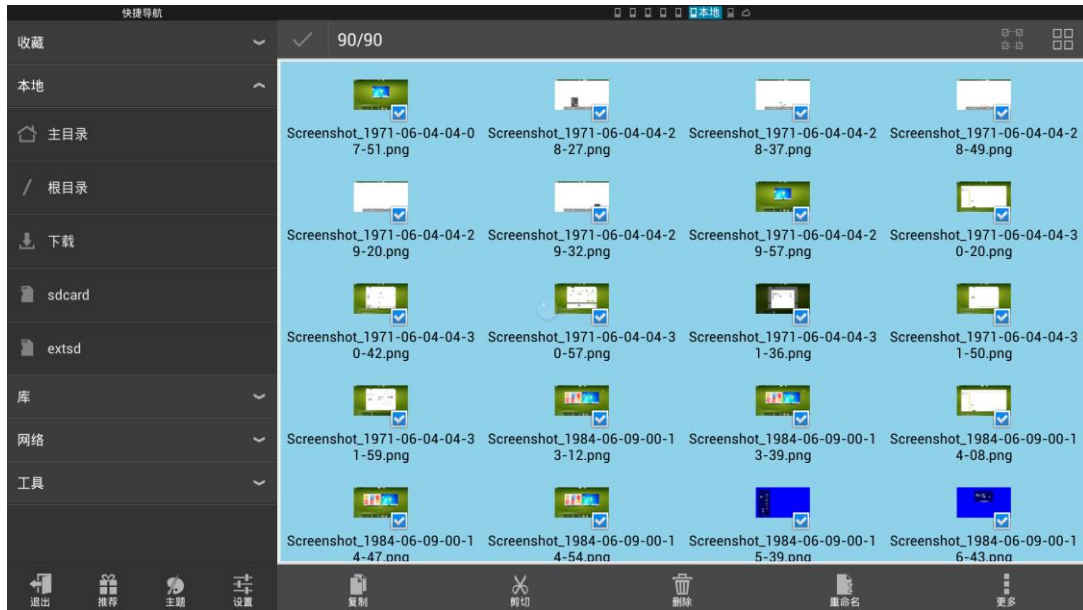 快捷导航
本地
收藏
90/90
本地
主目录
根目录
下载
sdcard
extsd
库
网络
工具
Screenshot_1971-06-04-04-0
7-51.png
Screenshot_1971-06-04-04-2
8-27.png
Screenshot_1971-06-04-04-2
8-37.png
Screenshot_1971-06-04-04-2
8-49.png
Screenshot_1971-06-04-04-2
9-20.png
Screenshot_1971-06-04-04-2
9-32.png
Screenshot_1971-06-04-04-2
9-57.png
Screenshot_1971-06-04-04-3
0-20.png
Screenshot_1971-06-04-04-3
0-42.png
Screenshot_1971-06-04-04-3
0-57.png
Screenshot_1971-06-04-04-3
1-36.png
Screenshot_1971-06-04-04-3
1-50.png
Screenshot_1971-06-04-04-3
1-59.png
Screenshot_1984-06-09-00-1
3-12.png
Screenshot_1984-06-09-00-1
3-39.png
Screenshot_1984-06-09-00-1
4-08.png
Screenshot_1984-06-09-00-1
4-47.png
Screenshot_1984-06-09-00-1
4-54.png
Screenshot_1984-06-09-00-1
5-39.png
Screenshot_1984-06-09-00-1
6-43.png
退出
推荐
主题
设置
复制
剪切
删除
重命名
更多